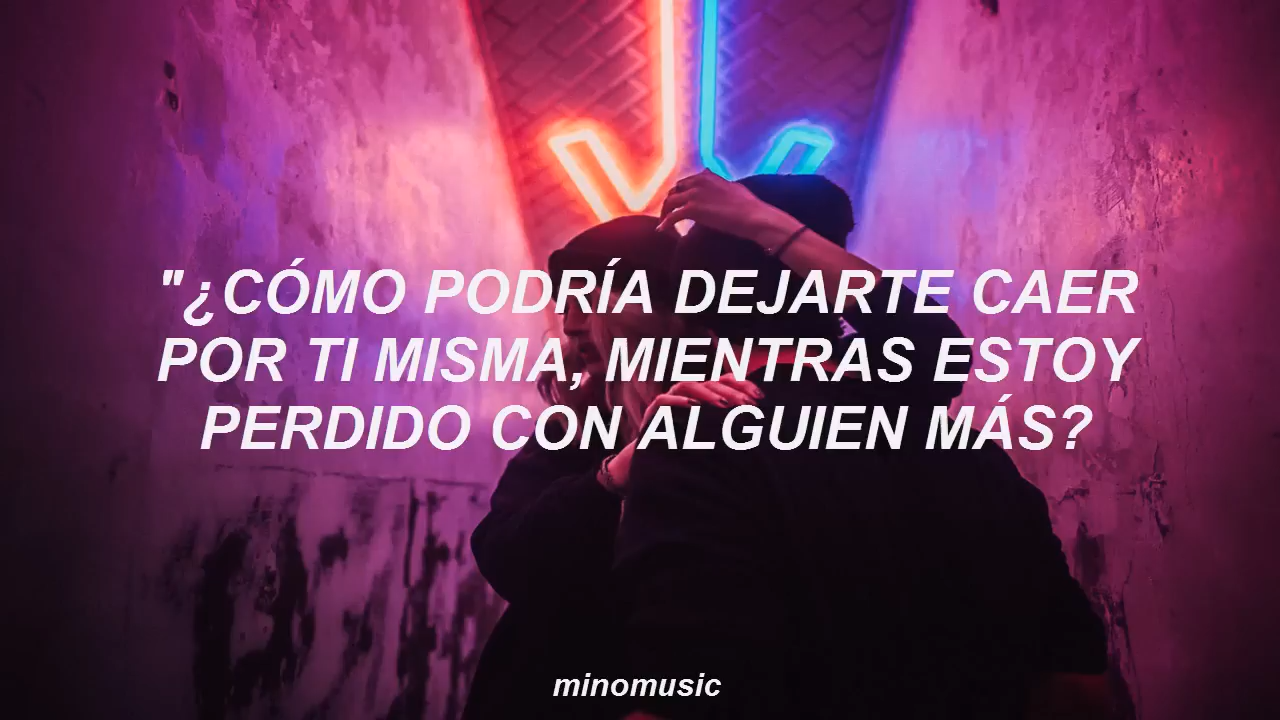 "¿CÓMO PODRÍA DEJARTE CAER
POR TI MISMA, MIENTRAS ESTOY
PERDIDO CON ALGUIEN MÁS?
minomusic